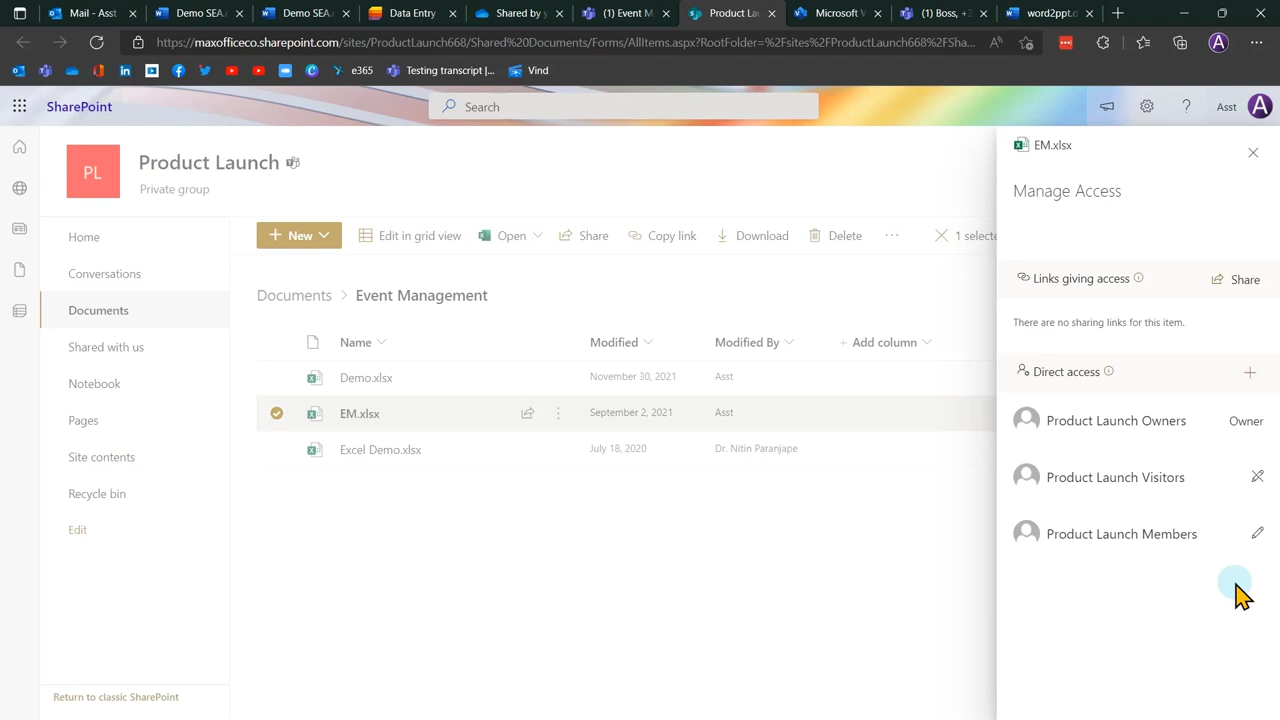 Mail - Asst
Demo SEA.
Demo SEA.
Data Entry -
Shared by y
(1) Event M
Product La
Microsoft V
(1) Boss, +3
word2ppt.d
https://maxofficeco.sharepoint.com/sites/ProductLaunch668/Shared%20Documents/Forms/AllItems.aspx?RootFolder=%2Fsites%2FProductLaunch668%2FSha...
A
e365
Testing transcript |...
Vind
SharePoint
Search
Asst
A
PL
Product Launch
Private group
Home
Conversations
Documents
Shared with us
Notebook
Pages
Site contents
Recycle bin
Edit
Return to classic SharePoint
+ New
Edit in grid view
Open
Share
Copy link
Download
Delete
...
1 selecte
Documents > Event Management
Name
Modified
Modified By
+ Add column
Demo.xlsx
November 30, 2021
Asst
EM.xlsx
September 2, 2021
Asst
Excel Demo.xlsx
July 18, 2020
Dr. Nitin Paranjape
EM.xlsx
Manage Access
Links giving access
Share
There are no sharing links for this item.
Direct access
Product Launch Owners
Owner
Product Launch Visitors
Product Launch Members